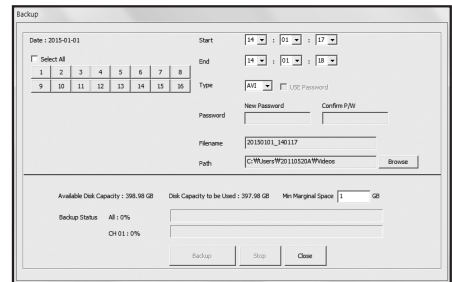 Backup
Date : 2015-01-01
Select All
1 2 3 4 5 6 7 8
9 10 11 12 13 14 15 16
Start 14 : 01 : 17
End 14 : 01 : 18
Type AVI USE Password
New Password Confirm P/W
Password
Filename 20150101_140117
Path C:₩Users₩20110520A₩Videos Browse
Available Disk Capacity : 398.98 GB Disk Capacity to be Used : 397.98 GB Min Marginal Space 1 GB
Backup Status All : 0%
CH 01 : 0%
Backup Stop Close